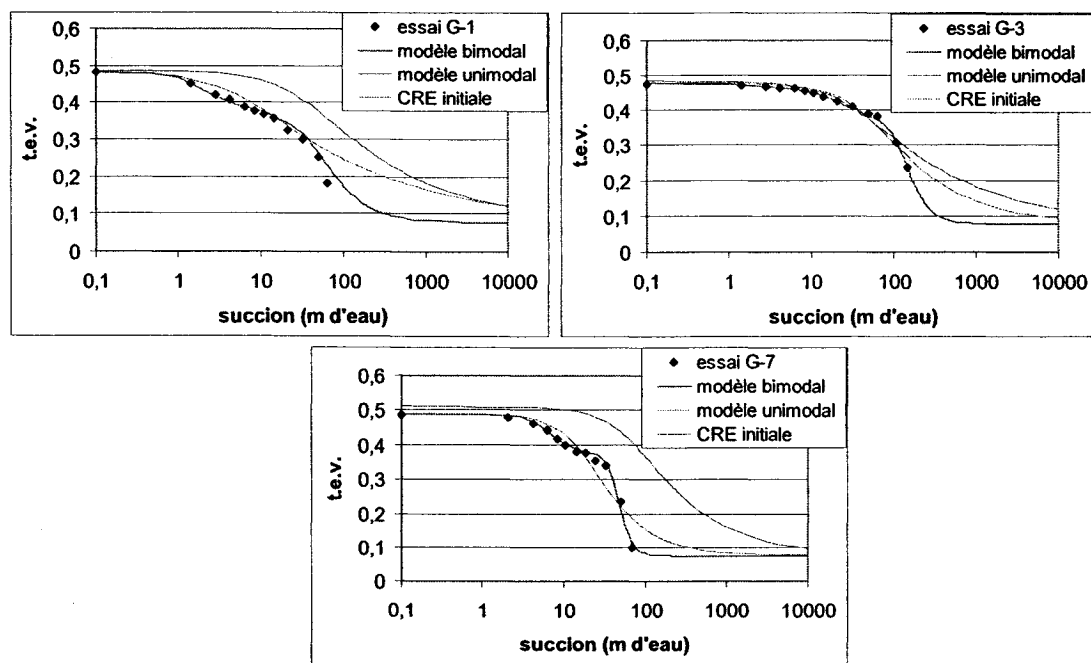 essai G-1
modèle bimodal
modèle unimodal
CRE initiale
t.e.v.
0,6
0,5
0,4
0,3
0,2
0,1
0
0,1 1 10 100 1000 10000
succion (m d'eau)
essai G-3
modèle bimodal
modèle unimodal
CRE initiale
t.e.v.
0,6
0,5
0,4
0,3
0,2
0,1
0
0,1 1 10 100 1000 10000
succion (m d'eau)
essai G-7
modèle bimodal
modèle unimodal
CRE initiale
t.e.v.
0,6
0,5
0,4
0,3
0,2
0,1
0
0,1 1 10 100 1000 10000
succion (m d'eau)